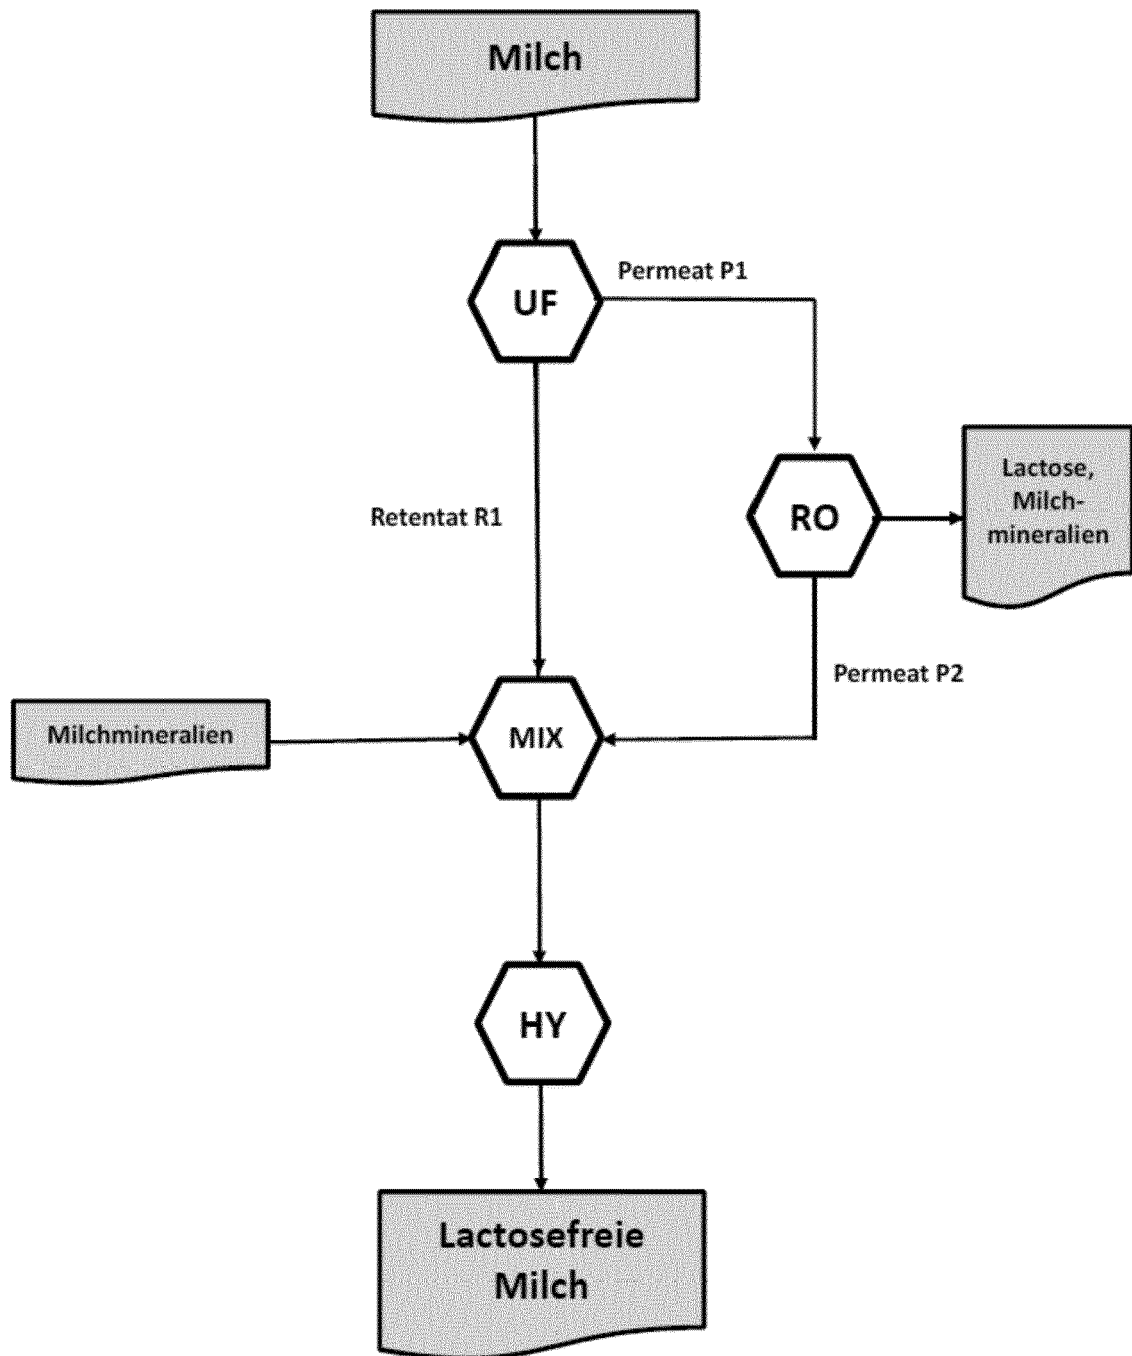 Milch
Permeat P1
UF
Lactose,
Milch-
mineralien
Retentat R1
RO
Permeat P2
Milchmineralien
MIX
HY
Lactosefreie
Milch